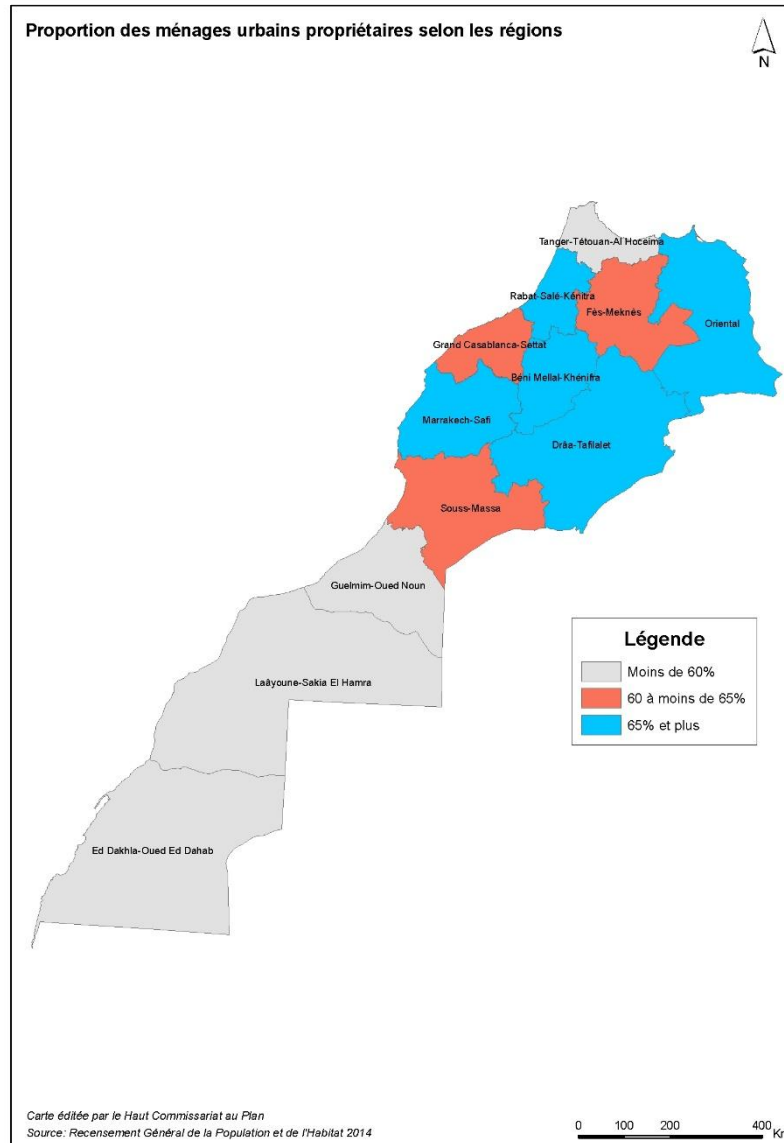 Proportion des ménages urbains propriétaires selon les régions
N
Tanger-Tétouan-Al Hoceima
Rabat-Salé-Kénitra
Fès-Meknés
Oriental
Grand Casablanca-Settat
Béni Mellal-Khénifra
Marrakech-Safi
Drâa-Tafilalet
Souss-Massa
Guelmim-Oued Noun
Laâyoune-Sakia El Hamra
Ed Dakhla-Oued Ed Dahab
Légende
Moins de 60%
60 à moins de 65%
65% et plus
Carte éditée par le Haut Commissariat au Plan
Source: Recensement Général de la Population et de l'Habitat 2014
0 100 200 400 Km